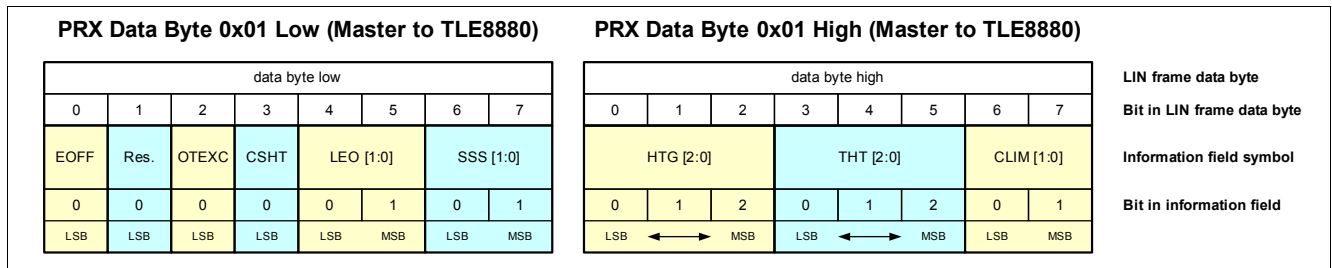 PRX Data Byte 0x01 Low (Master to TLE8880) PRX Data Byte 0x01 High (Master to TLE8880)
data byte low data byte high LIN frame data byte
0 1 2 3 4 5 6 7 0 1 2 3 4 5 6 7 Bit in LIN frame data byte
EOFF Res. OTEXC CSHT LEO [1:0] SSS [1:0] HTG [2:0] THT [2:0] CLIM [1:0] Information field symbol
0 0 0 0 0 1 0 1 0 1 2 0 1 2 0 1 Bit in information field
LSB LSB LSB LSB LSB MSB LSB MSB LSB MSB LSB MSB LSB MSB